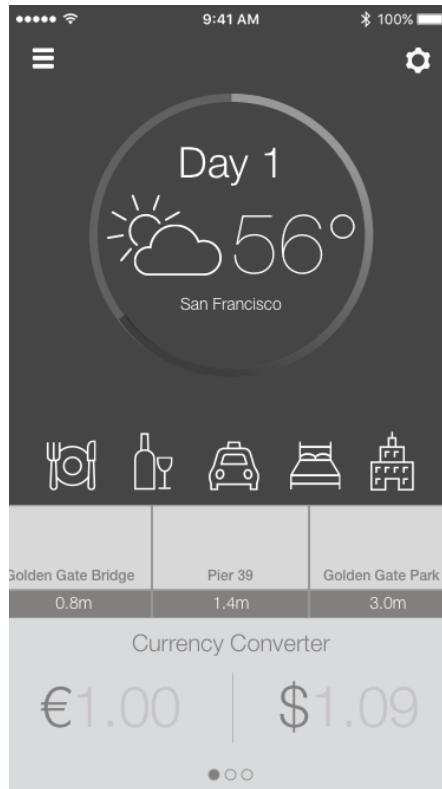 9:41 AM 100%
Day 1
56°
San Francisco
Golden Gate Bridge Pier 39 Golden Gate Park
0.8m 1.4m 3.0m
Currency Converter
€1.00 $1.09